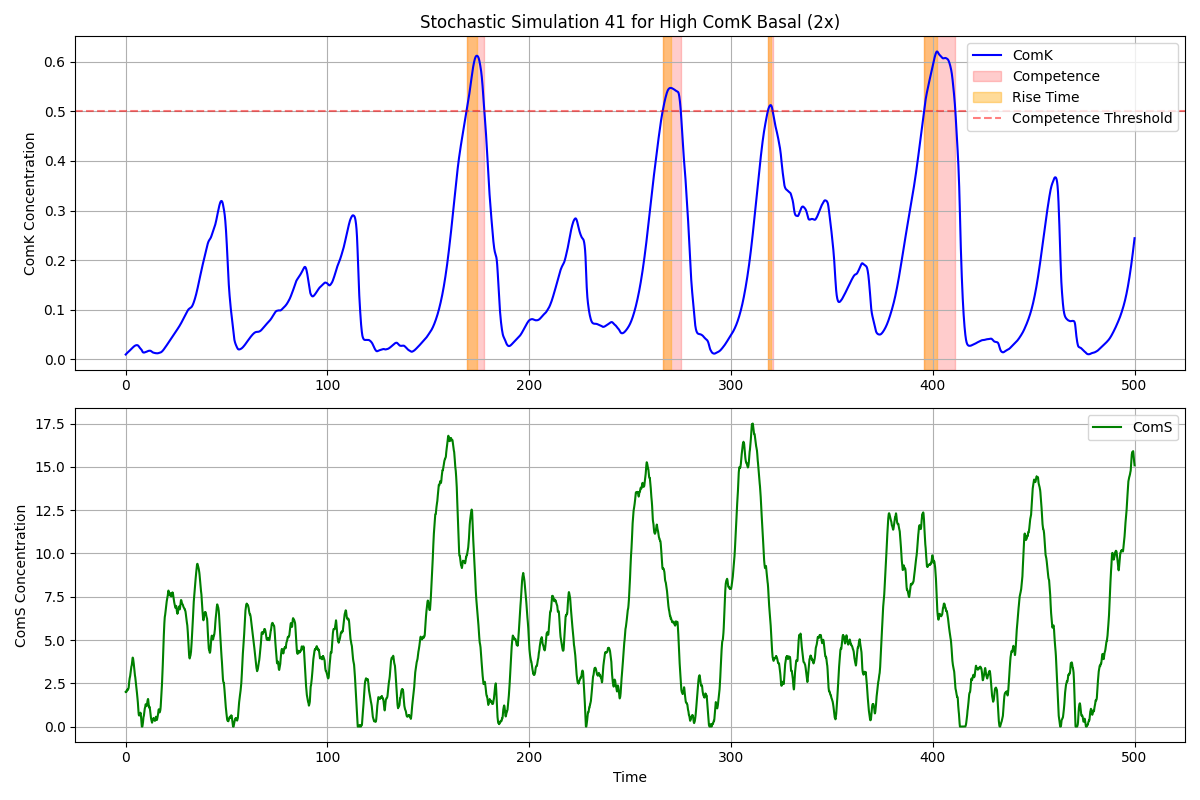 Stochastic Simulation 41 for High ComK Basal (2x)
ComK Concentration
0.6
0.5
0.4
0.3
0.2
0.1
0.0
ComK
Competence
Rise Time
Competence Threshold
0 100 200 300 400 500
ComS Concentration
17.5
15.0
12.5
10.0
7.5
5.0
2.5
0.0
ComS
0 100 200 300 400 500
Time